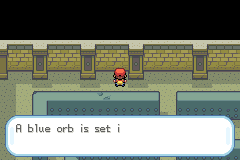 A blue orb is set i